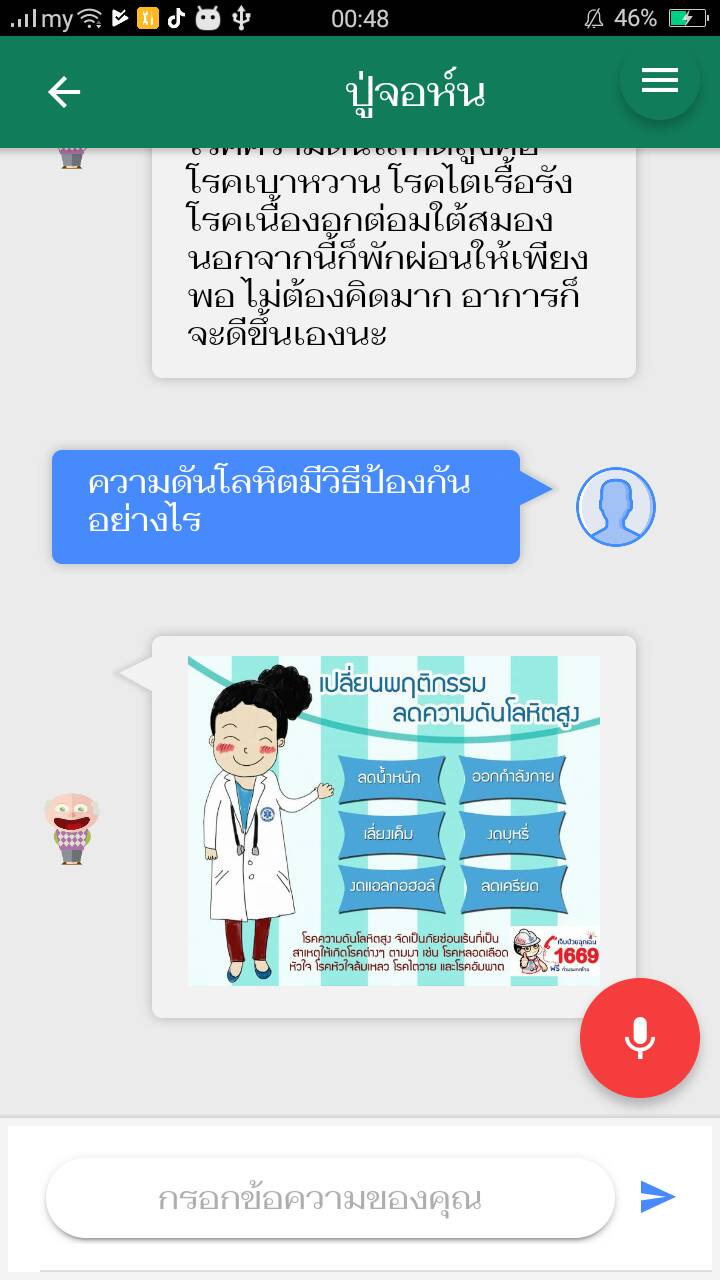 my
00:48
46%
ปู่จอห์น
โรคเบาหวาน โรคไตเรื้อรัง
โรคเนื้องอกต่อมใต้สมอง
นอกจากนี้ก็พักผ่อนให้เพียง
พอ ไม่ต้องคิดมาก อาการก็
จะดีขึ้นเองนะ
ความดันโลหิตมีวิธีป้องกัน
อย่างไร
เปลี่ยนพฤติกรรม
ลดความดันโลหิตสูง
ลดน้ำหนัก
ออกกำลังกาย
เลี่ยงเค็ม
งดบุหรี่
งดแอลกอฮอล์
ลดเครียด
โรคความดันโลหิตสูง จัดเป็นภัยซ่อนเร้นที่เป็น
สาเหตุให้เกิดโรคต่างๆ ตามมา เช่น โรคหลอดเลือด
หัวใจ โรคหัวใจล้มเหลว โรคไตวาย และโรคอัมพาต
เจ็บป่วยฉุกเฉิน
1669
ฟรี
กรอกข้อความของคุณ